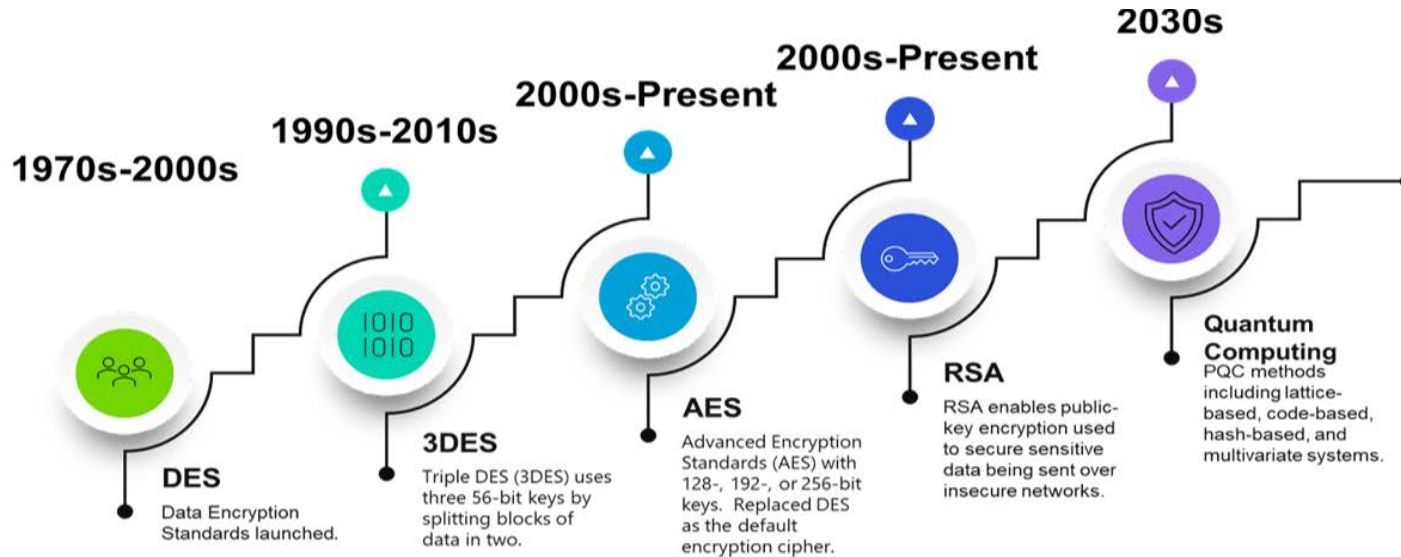 1970s-2000s
DES
Data Encryption
Standards launched.
1990s-2010s
1010
1010
3DES
Triple DES (3DES) uses
three 56-bit keys by
splitting blocks of
data in two.
2000s-Present
AES
Advanced Encryption
Standards (AES) with
128-, 192-, or 256-bit
keys.  Replaced DES
as the default
encryption cipher.
2000s-Present
RSA
RSA enables public-
key encryption used
to secure sensitive
data being sent over
insecure networks.
2030s
Quantum
Computing
PQC methods
including lattice-
based, code-based,
hash-based, and
multivariate systems.